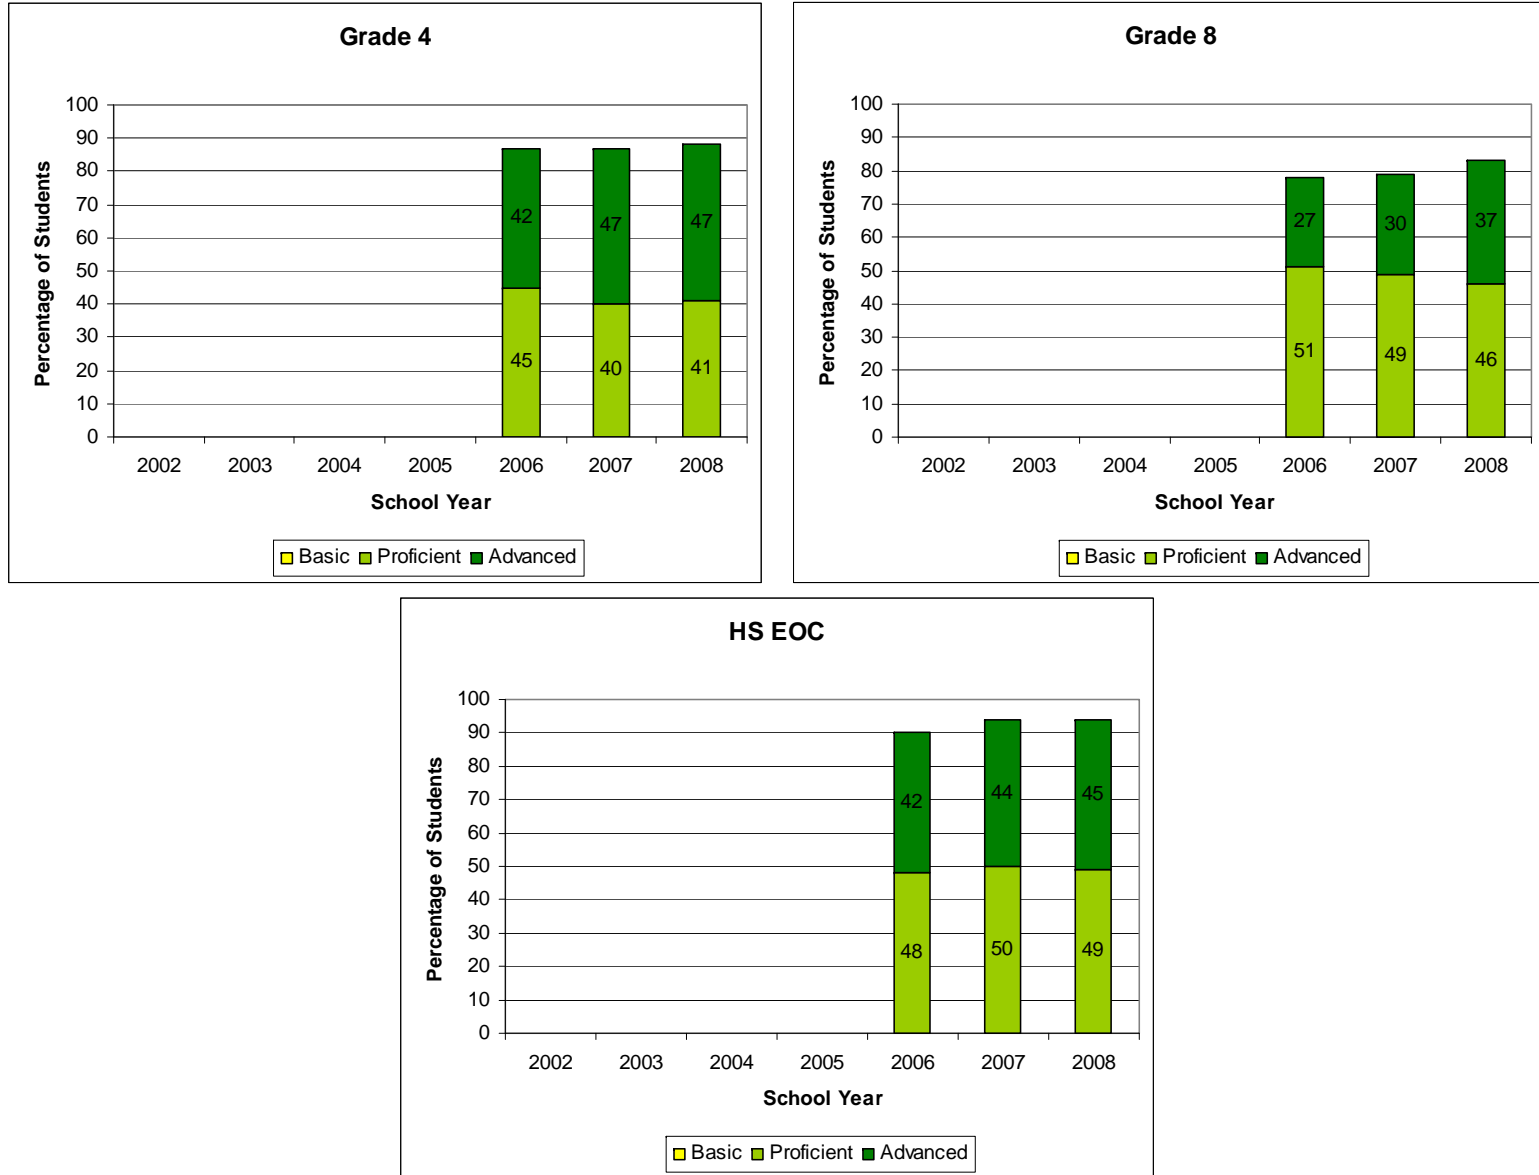 Grade 4
Percentage of Students
100
90
80
70
60
50
40
30
20
10
0
42 47 47
45 40 41
2002 2003 2004 2005 2006 2007 2008
School Year
Basic Proficient Advanced
Grade 8
Percentage of Students
100
90
80
70
60
50
40
30
20
10
0
27 30 37
51 49 46
2002 2003 2004 2005 2006 2007 2008
School Year
Basic Proficient Advanced
HS EOC
Percentage of Students
100
90
80
70
60
50
40
30
20
10
0
42 44 45
48 50 49
2002 2003 2004 2005 2006 2007 2008
School Year
Basic Proficient Advanced